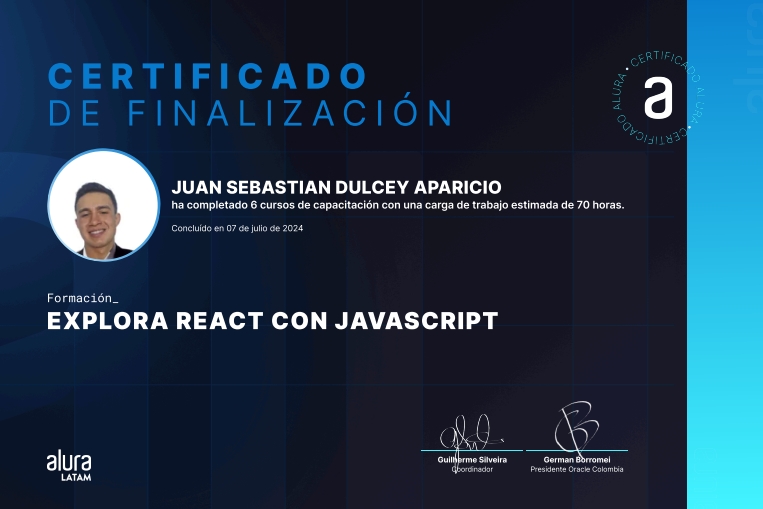 CERTIFICADO
DE FINALIZACIÓN
CERTIFICADO ALURA • CERTIFICADO ALURA •
a
JUAN SEBASTIAN DULCEY APARICIO
ha completado 6 cursos de capacitación con una carga de trabajo estimada de 70 horas.
Concluído en 07 de julio de 2024
Formación_
EXPLORA REACT CON JAVASCRIPT
Guilherme Silveira
Coordinador
German Borromei
Presidente Oracle Colombia
alura
LATAM
alura